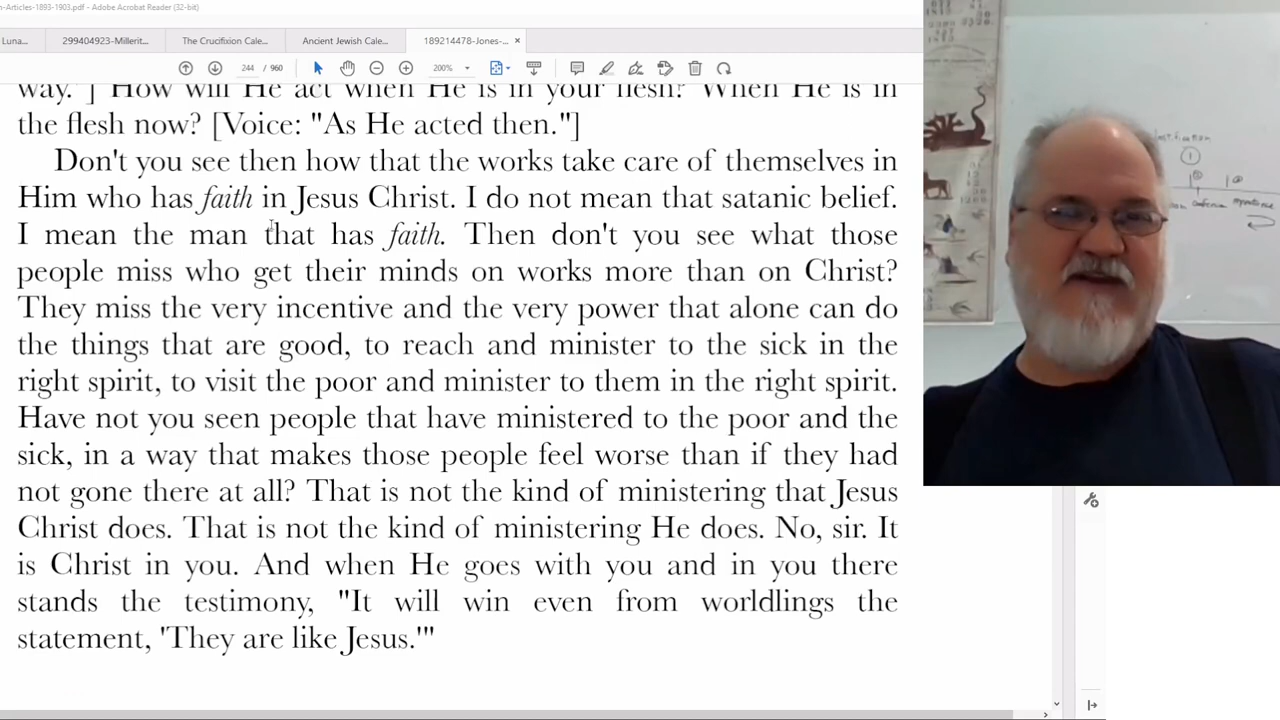 n-Articles-1893-1903.pdf - Adobe Acrobat Reader (32-bit)
Luna... 299404923-Millerit... The Crucifixion Cale... Ancient Jewish Cale... 189214478-Jones-... ×
244 / 960 200%
way. ] How will He act when He is in your flesh? When He is in
the flesh now? [Voice: "As He acted then."]
Don't you see then how that the works take care of themselves in
Him who has faith in Jesus Christ. I do not mean that satanic belief.
I mean the man that has faith. Then don't you see what those
people miss who get their minds on works more than on Christ?
They miss the very incentive and the very power that alone can do
the things that are good, to reach and minister to the sick in the
right spirit, to visit the poor and minister to them in the right spirit.
Have not you seen people that have ministered to the poor and the
sick, in a way that makes those people feel worse than if they had
not gone there at all? That is not the kind of ministering that Jesus
Christ does. That is not the kind of ministering He does. No, sir. It
is Christ in you. And when He goes with you and in you there
stands the testimony, "It will win even from worldlings the
statement, 'They are like Jesus.'"